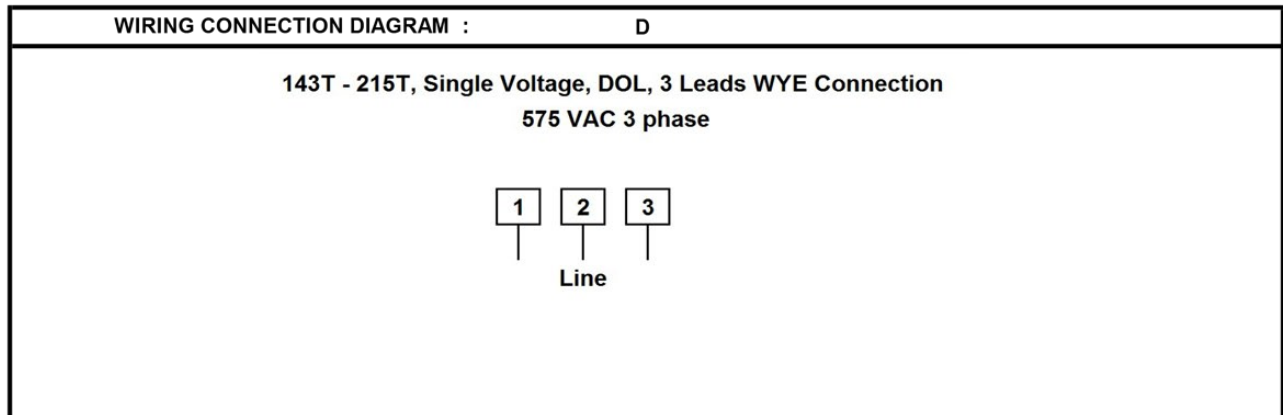 WIRING CONNECTION DIAGRAM : D
143T - 215T, Single Voltage, DOL, 3 Leads WYE Connection
575 VAC 3 phase
1 2 3
Line